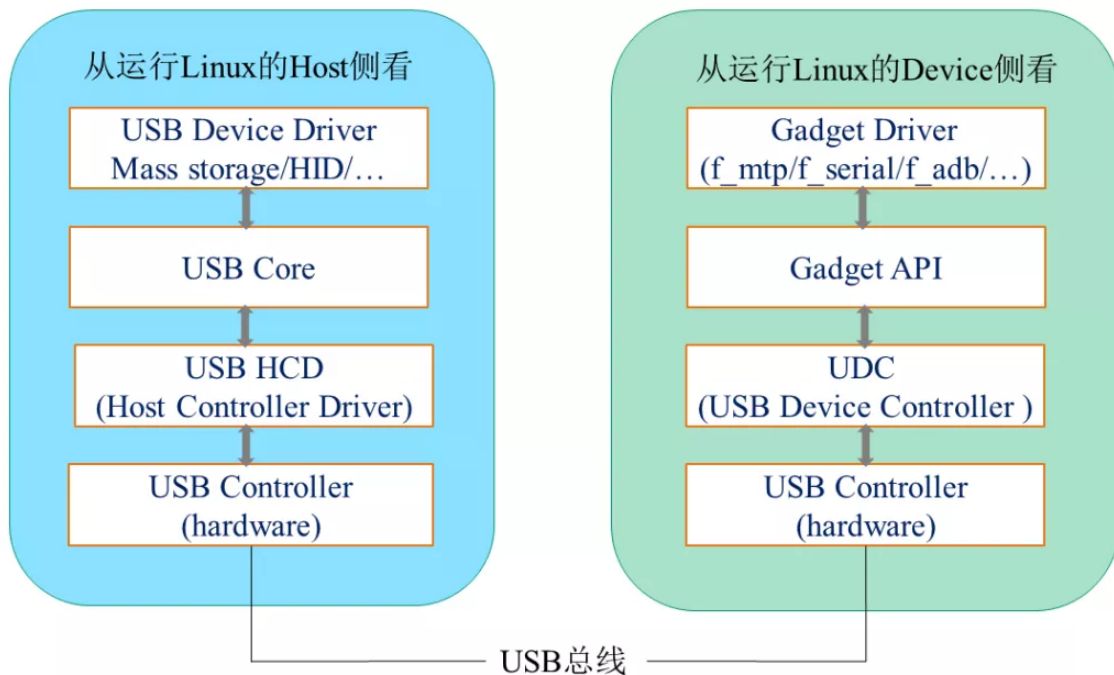 从运行Linux的Host侧看
USB Device Driver
Mass storage/HID/…
USB Core
USB HCD
(Host Controller Driver)
USB Controller
(hardware)
从运行Linux的Device侧看
Gadget Driver
(f_mtp/f_serial/f_adb/…)
Gadget API
UDC
(USB Device Controller )
USB Controller
(hardware)
USB总线